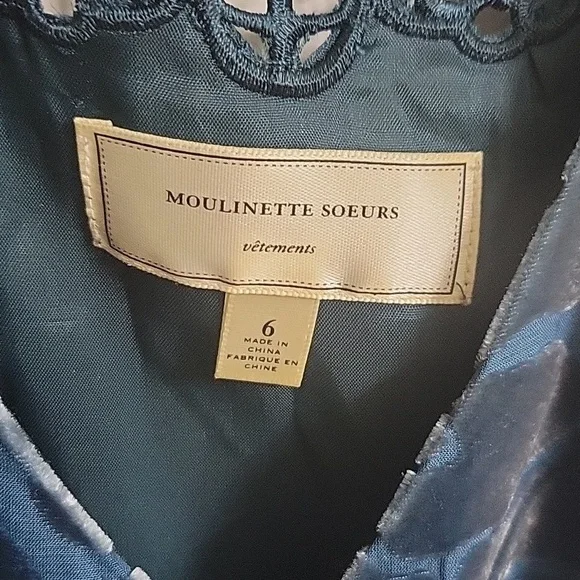 MOULINETTE SOEURS
vêtements
6
MADE IN
CHINA
FABRIQUE EN
CHINE